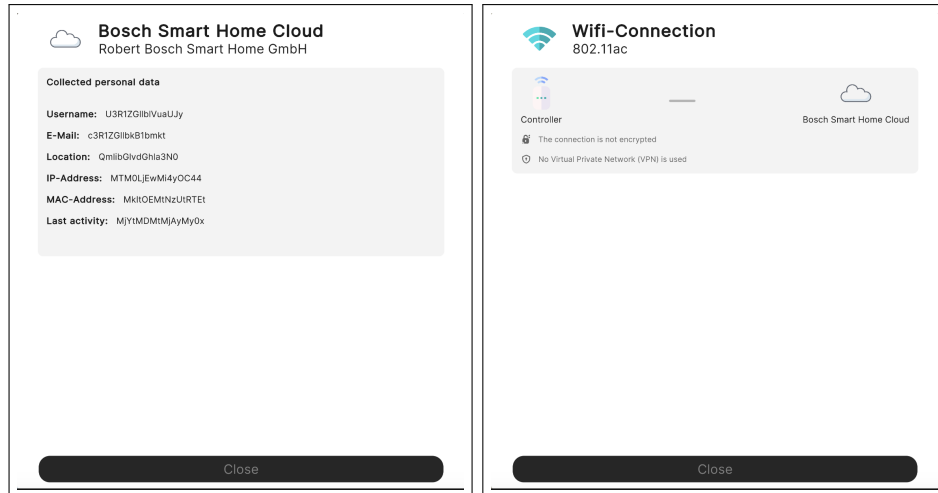 Bosch Smart Home Cloud
Robert Bosch Smart Home GmbH
Collected personal data
Username: U3R1ZGllblVuaUJy
E-Mail: c3R1ZGllbkB1bmkt
Location: QmlibGlvdGhla3N0
IP-Address: MTM0LjEwMi4yOC44
MAC-Address: MkItOEMtNzUtRTEt
Last activity: MjYtMDMtMjAyMy0x
Close
Wifi-Connection
802.11ac
Controller
Bosch Smart Home Cloud
The connection is not encrypted
No Virtual Private Network (VPN) is used
Close